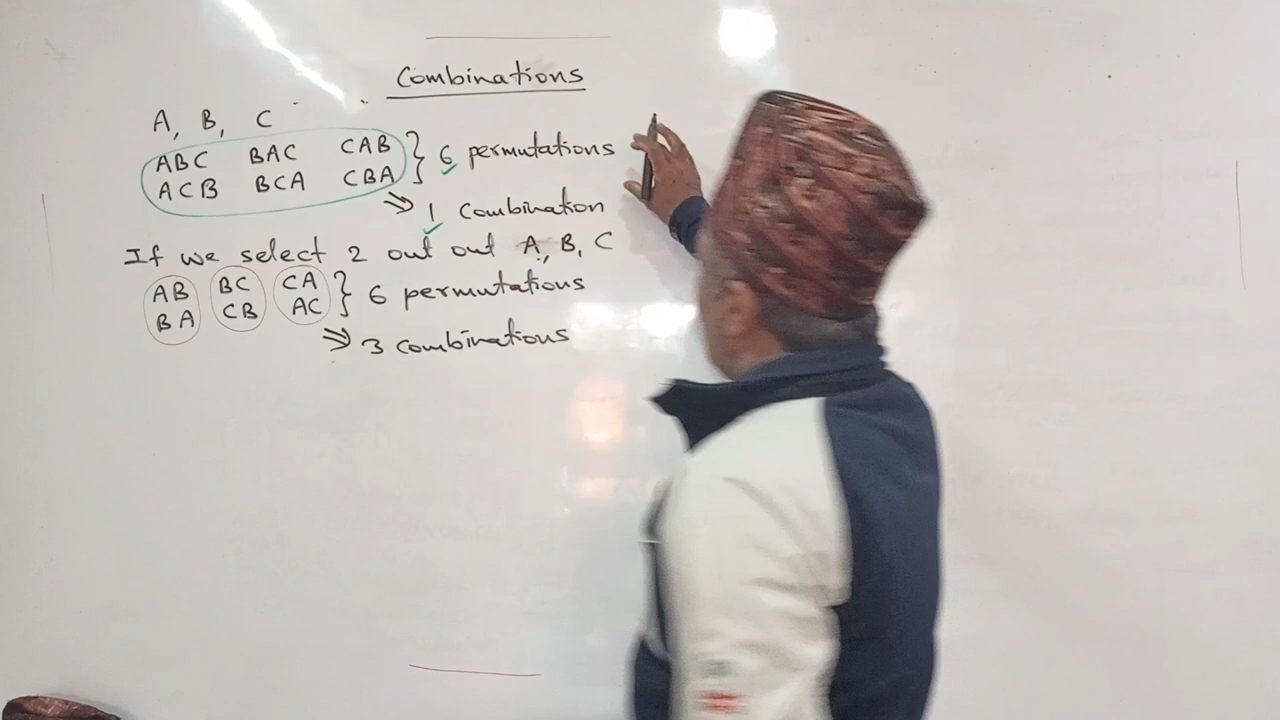 Combinations
A, B, C
ABC BAC CAB } 6 permutations
ACB BCA CBA
⇒ 1 combination
If we select 2 out out A, B, C
AB BC CA } 6 permutations
BA CB AC
⇒ 3 combinations